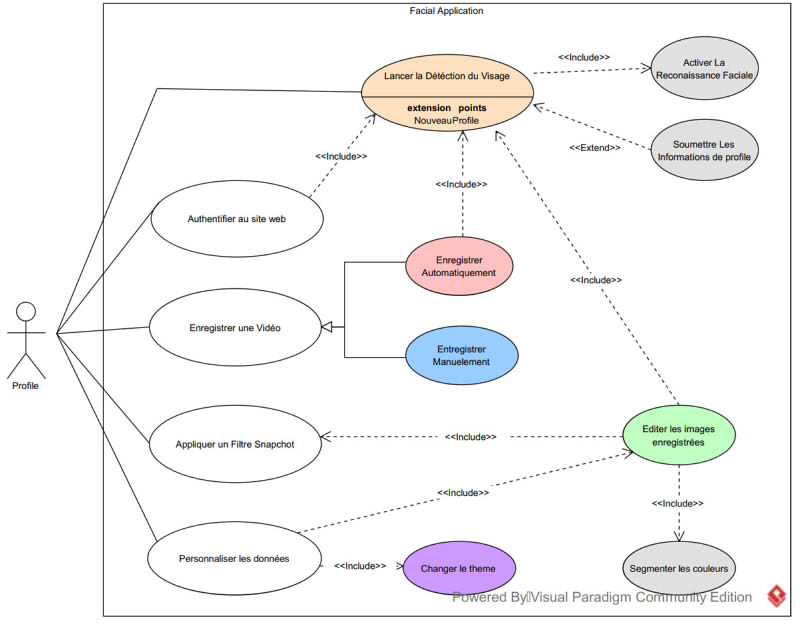 Facial Application
Lancer la Détéction du Visage
extension points
NouveauProfile
<<Include>>
Activer La
Reconaissance Faciale
<<Extend>>
Soumettre Les
Informations de profile
<<Include>>
<<Include>>
Authentifier au site web
Enregistrer
Automatiquement
<<Include>>
Enregistrer une Vidéo
Entregistrer
Manuelement
Profile
Appliquer un Filtre Snapchot
<<Include>>
Editer les images
enregistrées
<<Include>>
<<Include>>
Personnaliser les données
<<Include>>
Changer le theme
Segmenter les couleurs
Powered By Visual Paradigm Community Edition